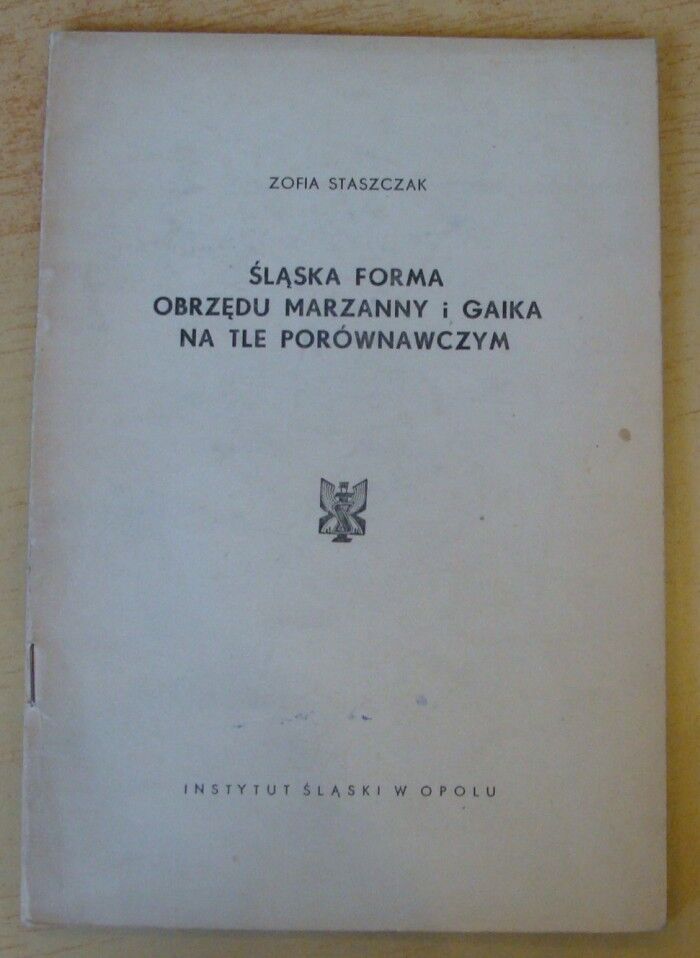 ZOFIA STASZCZAK
ŚLĄSKA FORMA
OBRZĘDU MARZANNY i GAIKA
NA TLE PORÓWNAWCZYM
INSTYTUT ŚLĄSKI W OPOLU